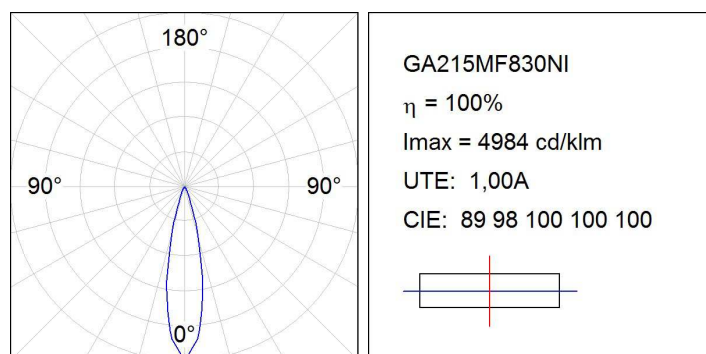 180°
90°
90°
0°
GA215MF830NI
η = 100%
Imax = 4984 cd/klm
UTE: 1,00A
CIE: 89 98 100 100 100